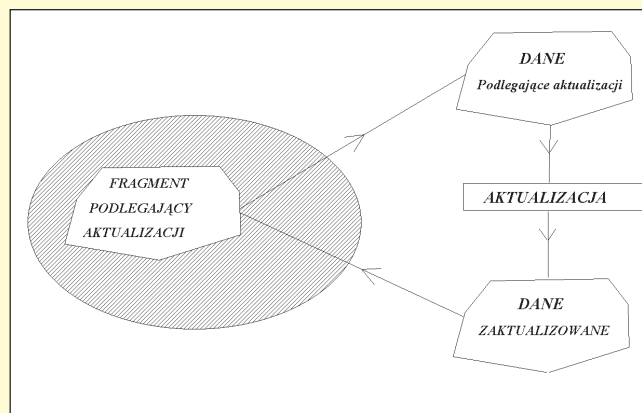 DANE
Podlegające aktualizacji
FRAGMENT
PODLEGAJĄCY
AKTUALIZACJI
AKTUALIZACJA
DANE
ZAKTUALIZOWANE